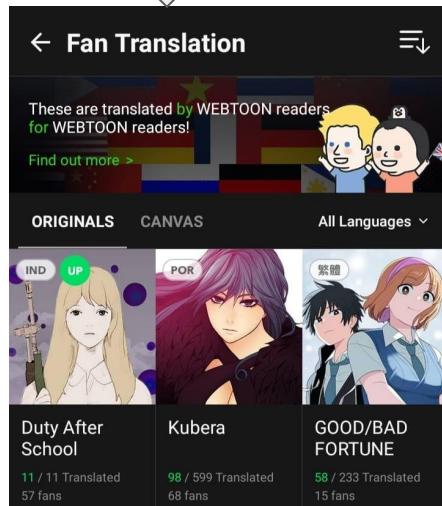 Fan Translation
These are translated by WEBTOON readers
for WEBTOON readers!
Find out more >
ORIGINALS
CANVAS
All Languages
IND
UP
POR
繁體
Duty After
School
11 / 11 Translated
57 fans
Kubera
98 / 599 Translated
68 fans
GOOD/BAD
FORTUNE
58 / 233 Translated
15 fans